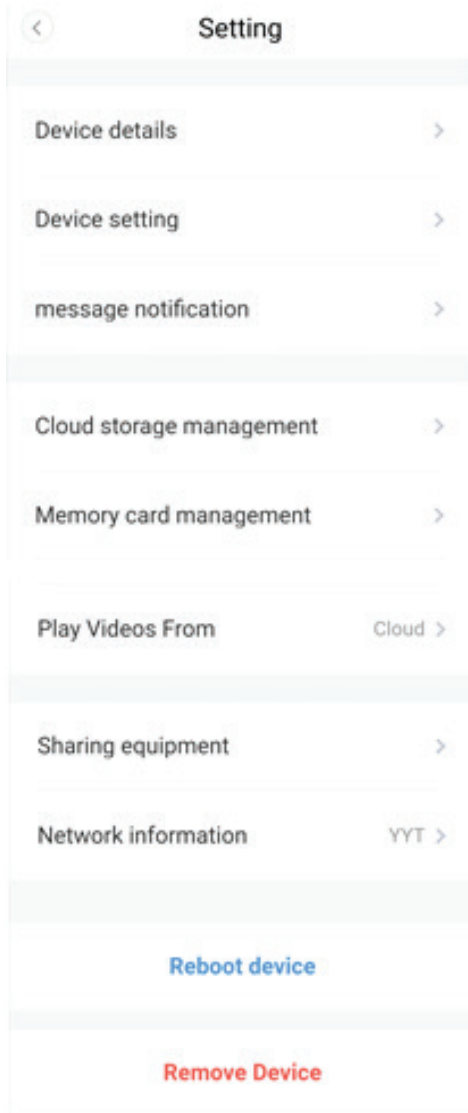 Setting
Device details
Device setting
message notification
Cloud storage management
Memory card management
Play Videos From Cloud
Sharing equipment
Network information YYT
Reboot device
Remove Device